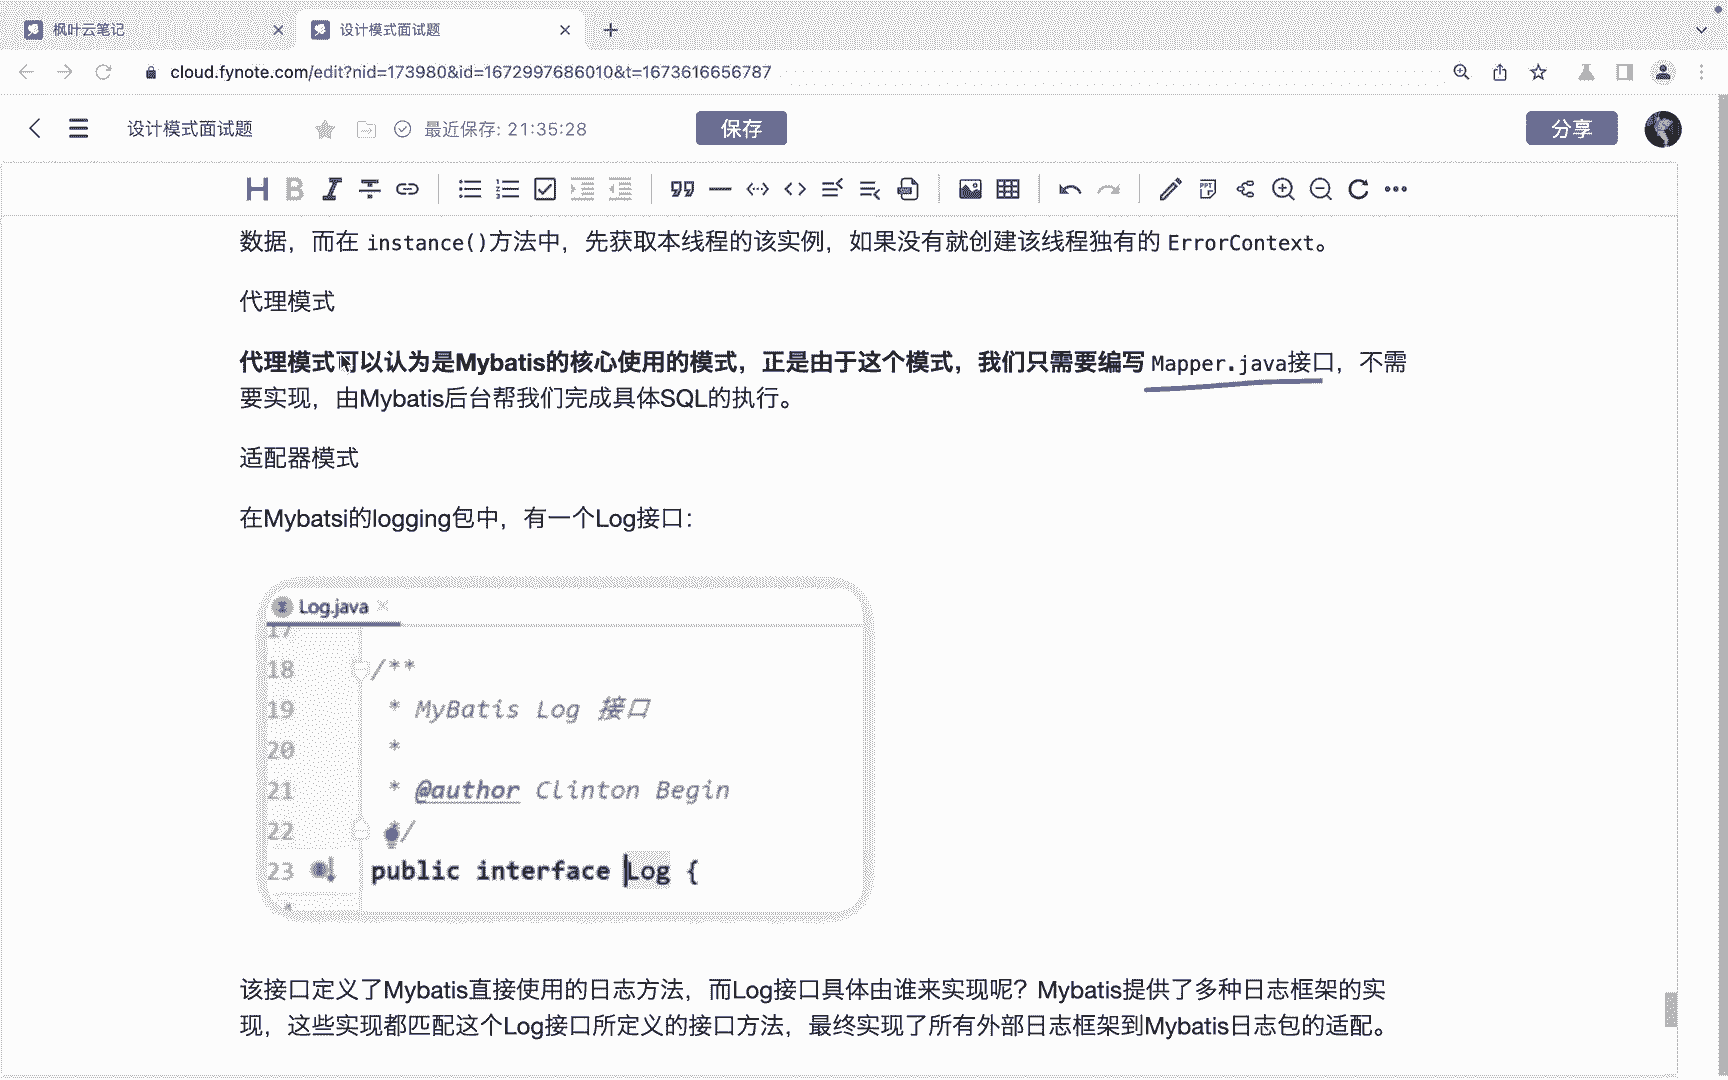 枫叶云笔记
设计模式面试题
cloud.fynote.com/edit?nid=173980&id=1672997686010&t=1673616656787
设计模式面试题
最近保存: 21:35:28
保存
分享
数据，而在 instance()方法中，先获取本线程的该实例，如果没有就创建该线程独有的 ErrorContext。
代理模式
代理模式可以认为是Mybatis的核心使用的模式，正是由于这个模式，我们只需要编写 Mapper.java接口，不需
要实现，由Mybatis后台帮我们完成具体SQL的执行。
适配器模式
在Mybatsi的logging包中，有一个Log接口：
Log.java
17
18 /**
19 * MyBatis Log 接口
20 *
21 * @author Clinton Begin
22 */
23 public interface Log {
该接口定义了Mybatis直接使用的日志方法，而Log接口具体由谁来实现呢？Mybatis提供了多种日志框架的实
现，这些实现都匹配这个Log接口所定义的接口方法，最终实现了所有外部日志框架到Mybatis日志包的适配。